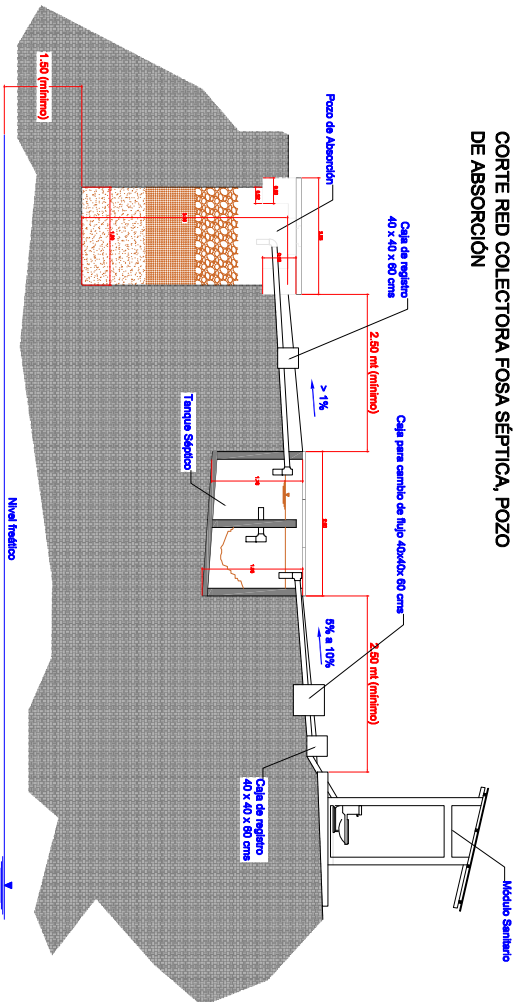 CORTE RED COLECTORA FOSA SÉPTICA, POZO
DE ABSORCIÓN
Módulo Sanitario
Caja para cambio de flujo 40x40x 60 cms
Caja de registro
40 x 40 x 60 cms
Pozo de Absorción
2.50 mt (mínimo)
2.50 mt (mínimo)
> 1%
5% a 10%
Tanque Séptico
Caja de registro
40 x 40 x 60 cms
1.50 (mínimo)
Nivel freático